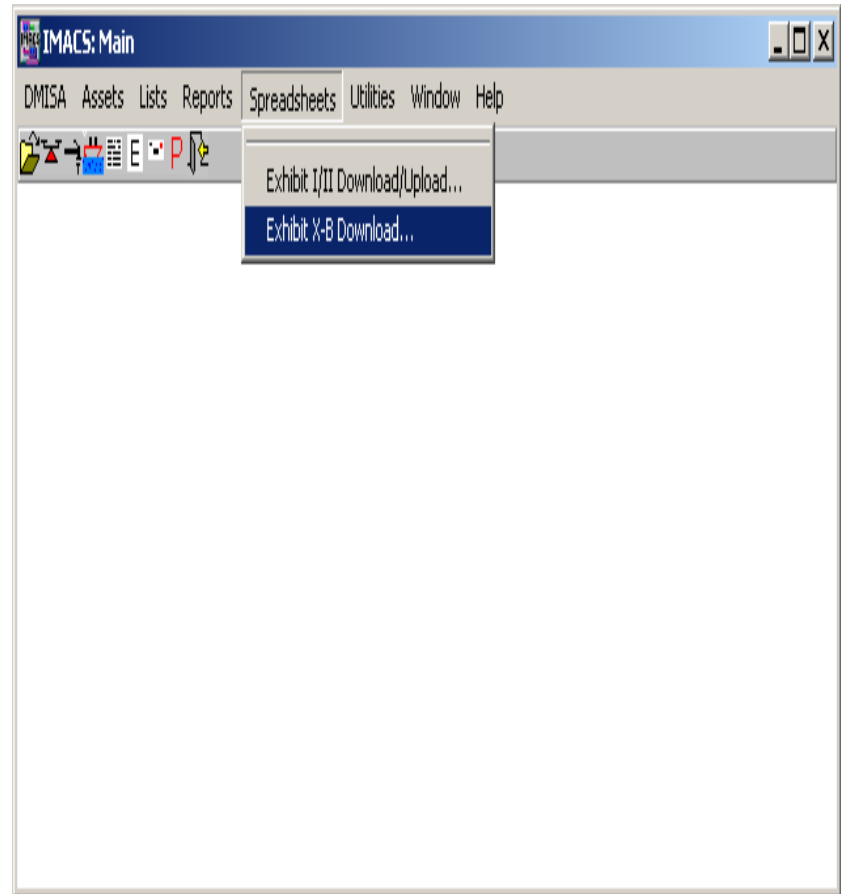 IMACS: Main
DMISA Assets Lists Reports Spreadsheets Utilities Window Help
E P
Exhibit I/II Download/Upload...
Exhibit X-B Download...